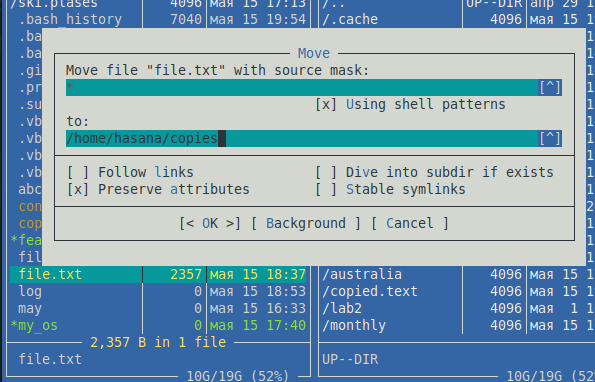 /ski.plases 4096 мая 15 17:13 /.. UP--DIR апр 29 1
.bash_history 7040 мая 15 19:54 /.cache 4096 мая 15 1
.ba
Move
.ba
Move file "file.txt" with source mask:
.gi
* [^]
.pr
[x] Using shell patterns
.su
to:
.vb
/home/hasana/copies [^]
.vb
.vb
[ ] Follow links [ ] Dive into subdir if exists
abc
[x] Preserve attributes [ ] Stable symlinks
con
cop
[< OK >] [ Background ] [ Cancel ]
*fea
fil
file.txt 2357 мая 15 18:37 /australia 4096 мая 15 1
log 0 мая 15 18:53 /copied.text 4096 мая 15 1
may 0 мая 15 16:33 /lab2 4096 мая 1 1
*my_os 0 мая 15 17:40 /monthly 4096 мая 15 1
2,357 B in 1 file
file.txt UP--DIR
10G/19G (52%) 10G/19G (52%